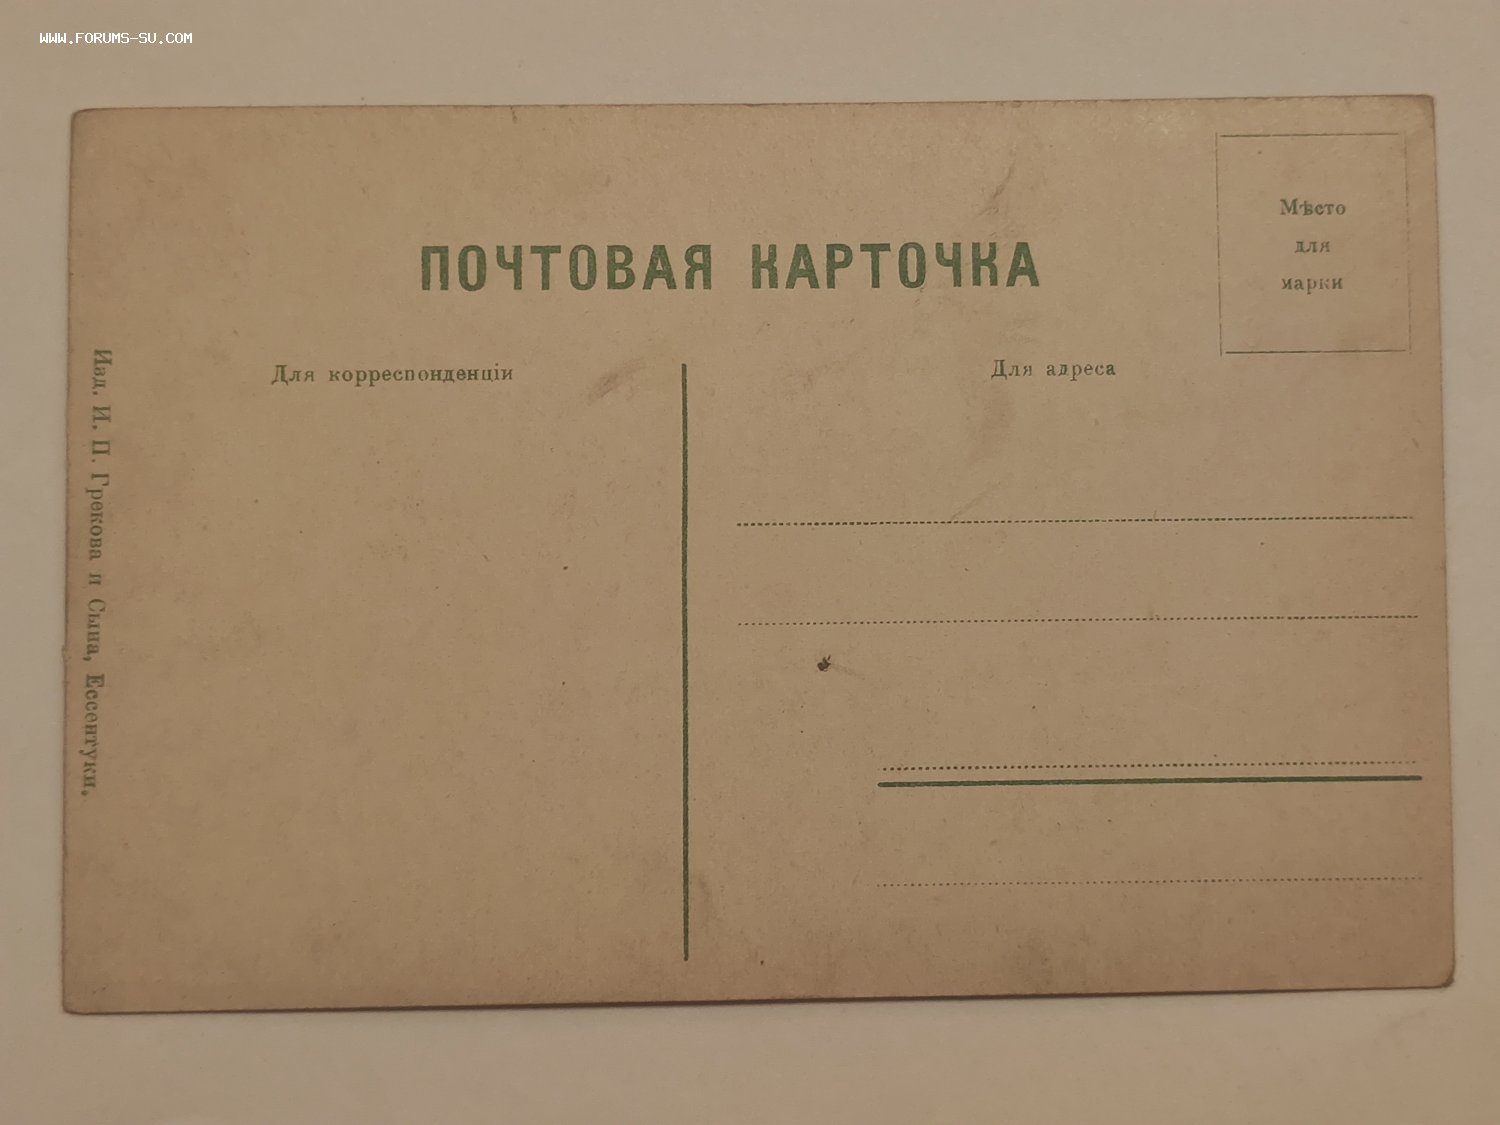 WWW.FORUMS-SU.COM
ПОЧТОВАЯ КАРТОЧКА
Мѣсто
для
марки
Для корреспонденціи
Для адреса
Изд. И. П. Грекова и Сына, Ессентуки.